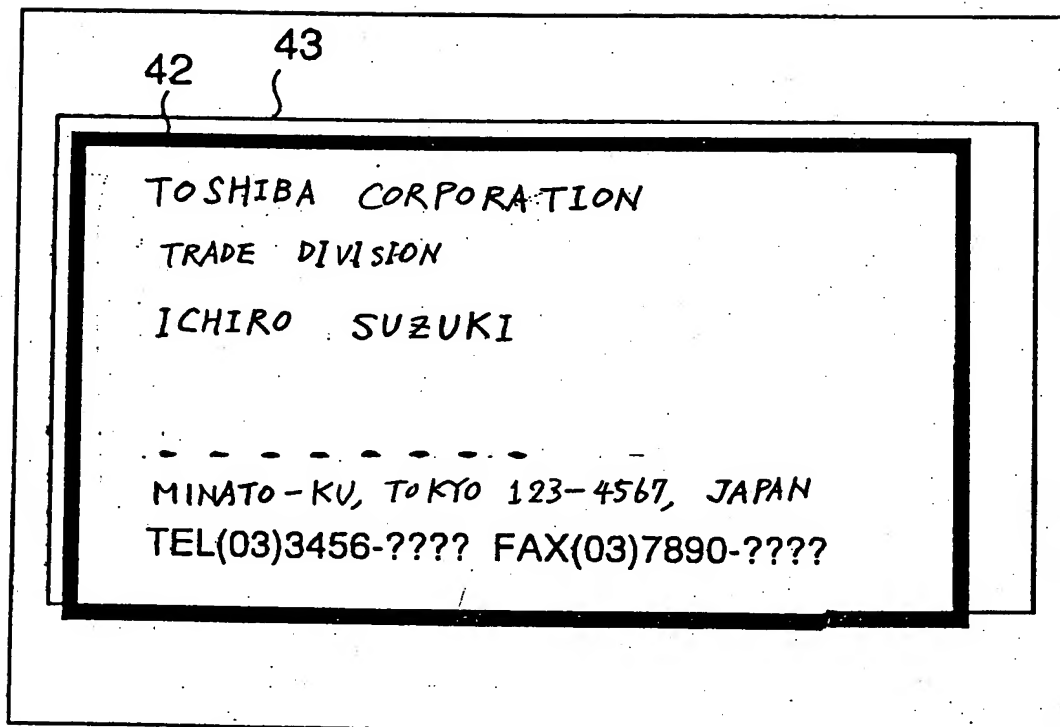 43
42
TOSHIBA CORPORATION
TRADE DIVISION
ICHIRO SUZUKI
MINATO-KU, TOKYO 123-4567, JAPAN
TEL(03)3456-???? FAX(03)7890-????